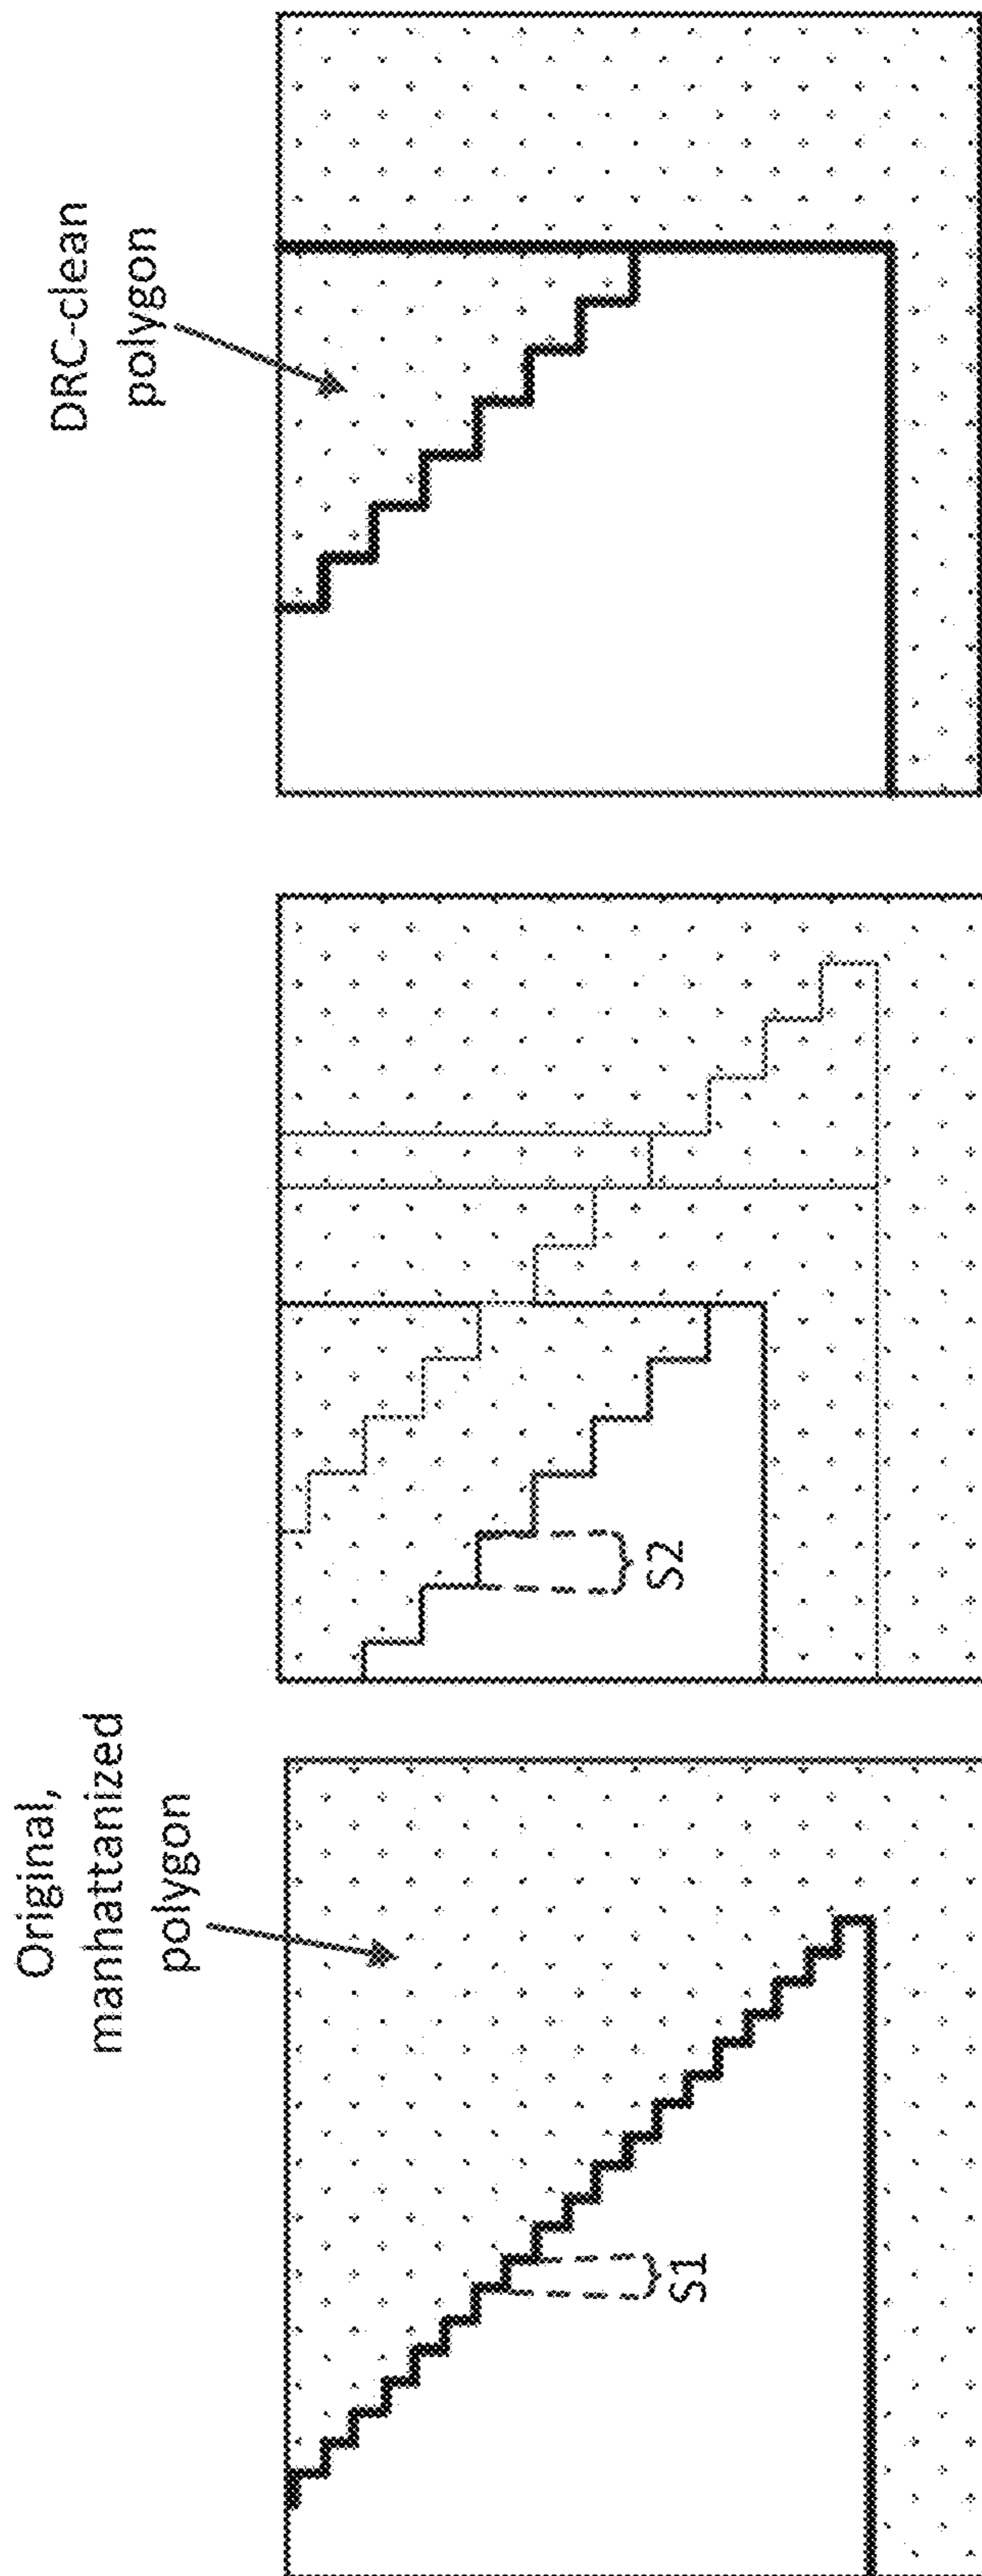 Original,
manhattanized
polygon
S1
S2
DRC-clean
polygon